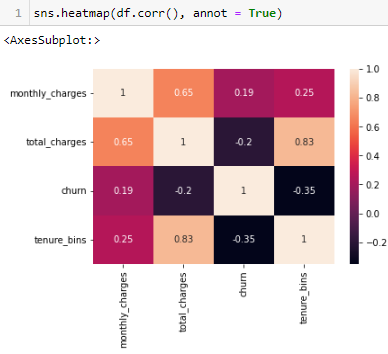 1 sns.heatmap(df.corr(), annot = True)
<AxesSubplot:>
monthly_charges 1 0.65 0.19 0.25
total_charges 0.65 1 -0.2 0.83
churn 0.19 -0.2 1 -0.35
tenure_bins 0.25 0.83 -0.35 1
monthly_charges
total_charges
churn
tenure_bins
1.0
0.8
0.6
0.4
0.2
0.0
−0.2